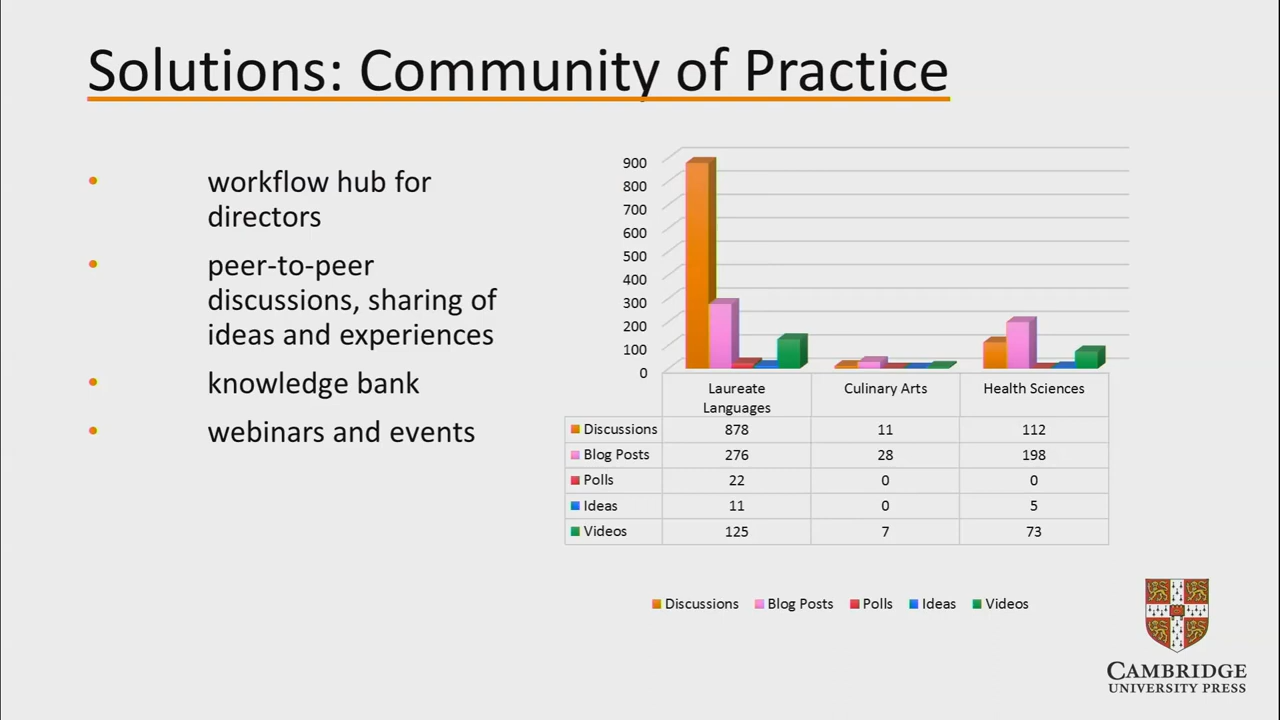 Solutions: Community of Practice
• workflow hub for
directors
• peer-to-peer
discussions, sharing of
ideas and experiences
• knowledge bank
• webinars and events
900
800
700
600
500
400
300
200
100
0
Laureate Languages Culinary Arts Health Sciences
Discussions 878 11 112
Blog Posts 276 28 198
Polls 22 0 0
Ideas 11 0 5
Videos 125 7 73
Discussions Blog Posts Polls Ideas Videos
CAMBRIDGE
UNIVERSITY PRESS